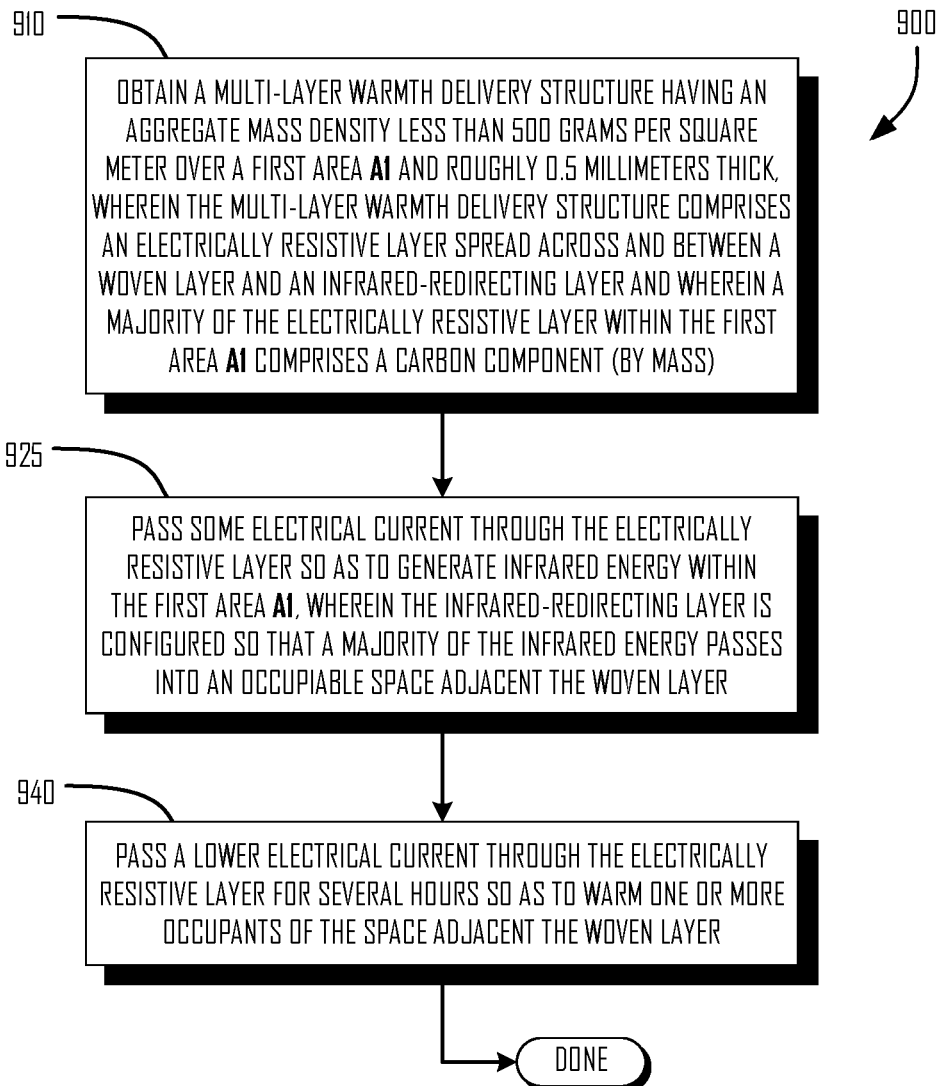 910
900
OBTAIN A MULTI-LAYER WARMTH DELIVERY STRUCTURE HAVING AN
AGGREGATE MASS DENSITY LESS THAN 500 GRAMS PER SQUARE
METER OVER A FIRST AREA A1 AND ROUGHLY 0.5 MILLIMETERS THICK,
WHEREIN THE MULTI-LAYER WARMTH DELIVERY STRUCTURE COMPRISES
AN ELECTRICALLY RESISTIVE LAYER SPREAD ACROSS AND BETWEEN A
WOVEN LAYER AND AN INFRARED-REDIRECTING LAYER AND WHEREIN A
MAJORITY OF THE ELECTRICALLY RESISTIVE LAYER WITHIN THE FIRST
AREA A1 COMPRISES A CARBON COMPONENT (BY MASS)
925
PASS SOME ELECTRICAL CURRENT THROUGH THE ELECTRICALLY
RESISTIVE LAYER SO AS TO GENERATE INFRARED ENERGY WITHIN
THE FIRST AREA A1, WHEREIN THE INFRARED-REDIRECTING LAYER IS
CONFIGURED SO THAT A MAJORITY OF THE INFRARED ENERGY PASSES
INTO AN OCCUPIABLE SPACE ADJACENT THE WOVEN LAYER
940
PASS A LOWER ELECTRICAL CURRENT THROUGH THE ELECTRICALLY
RESISTIVE LAYER FOR SEVERAL HOURS SO AS TO WARM ONE OR MORE
OCCUPANTS OF THE SPACE ADJACENT THE WOVEN LAYER
DONE